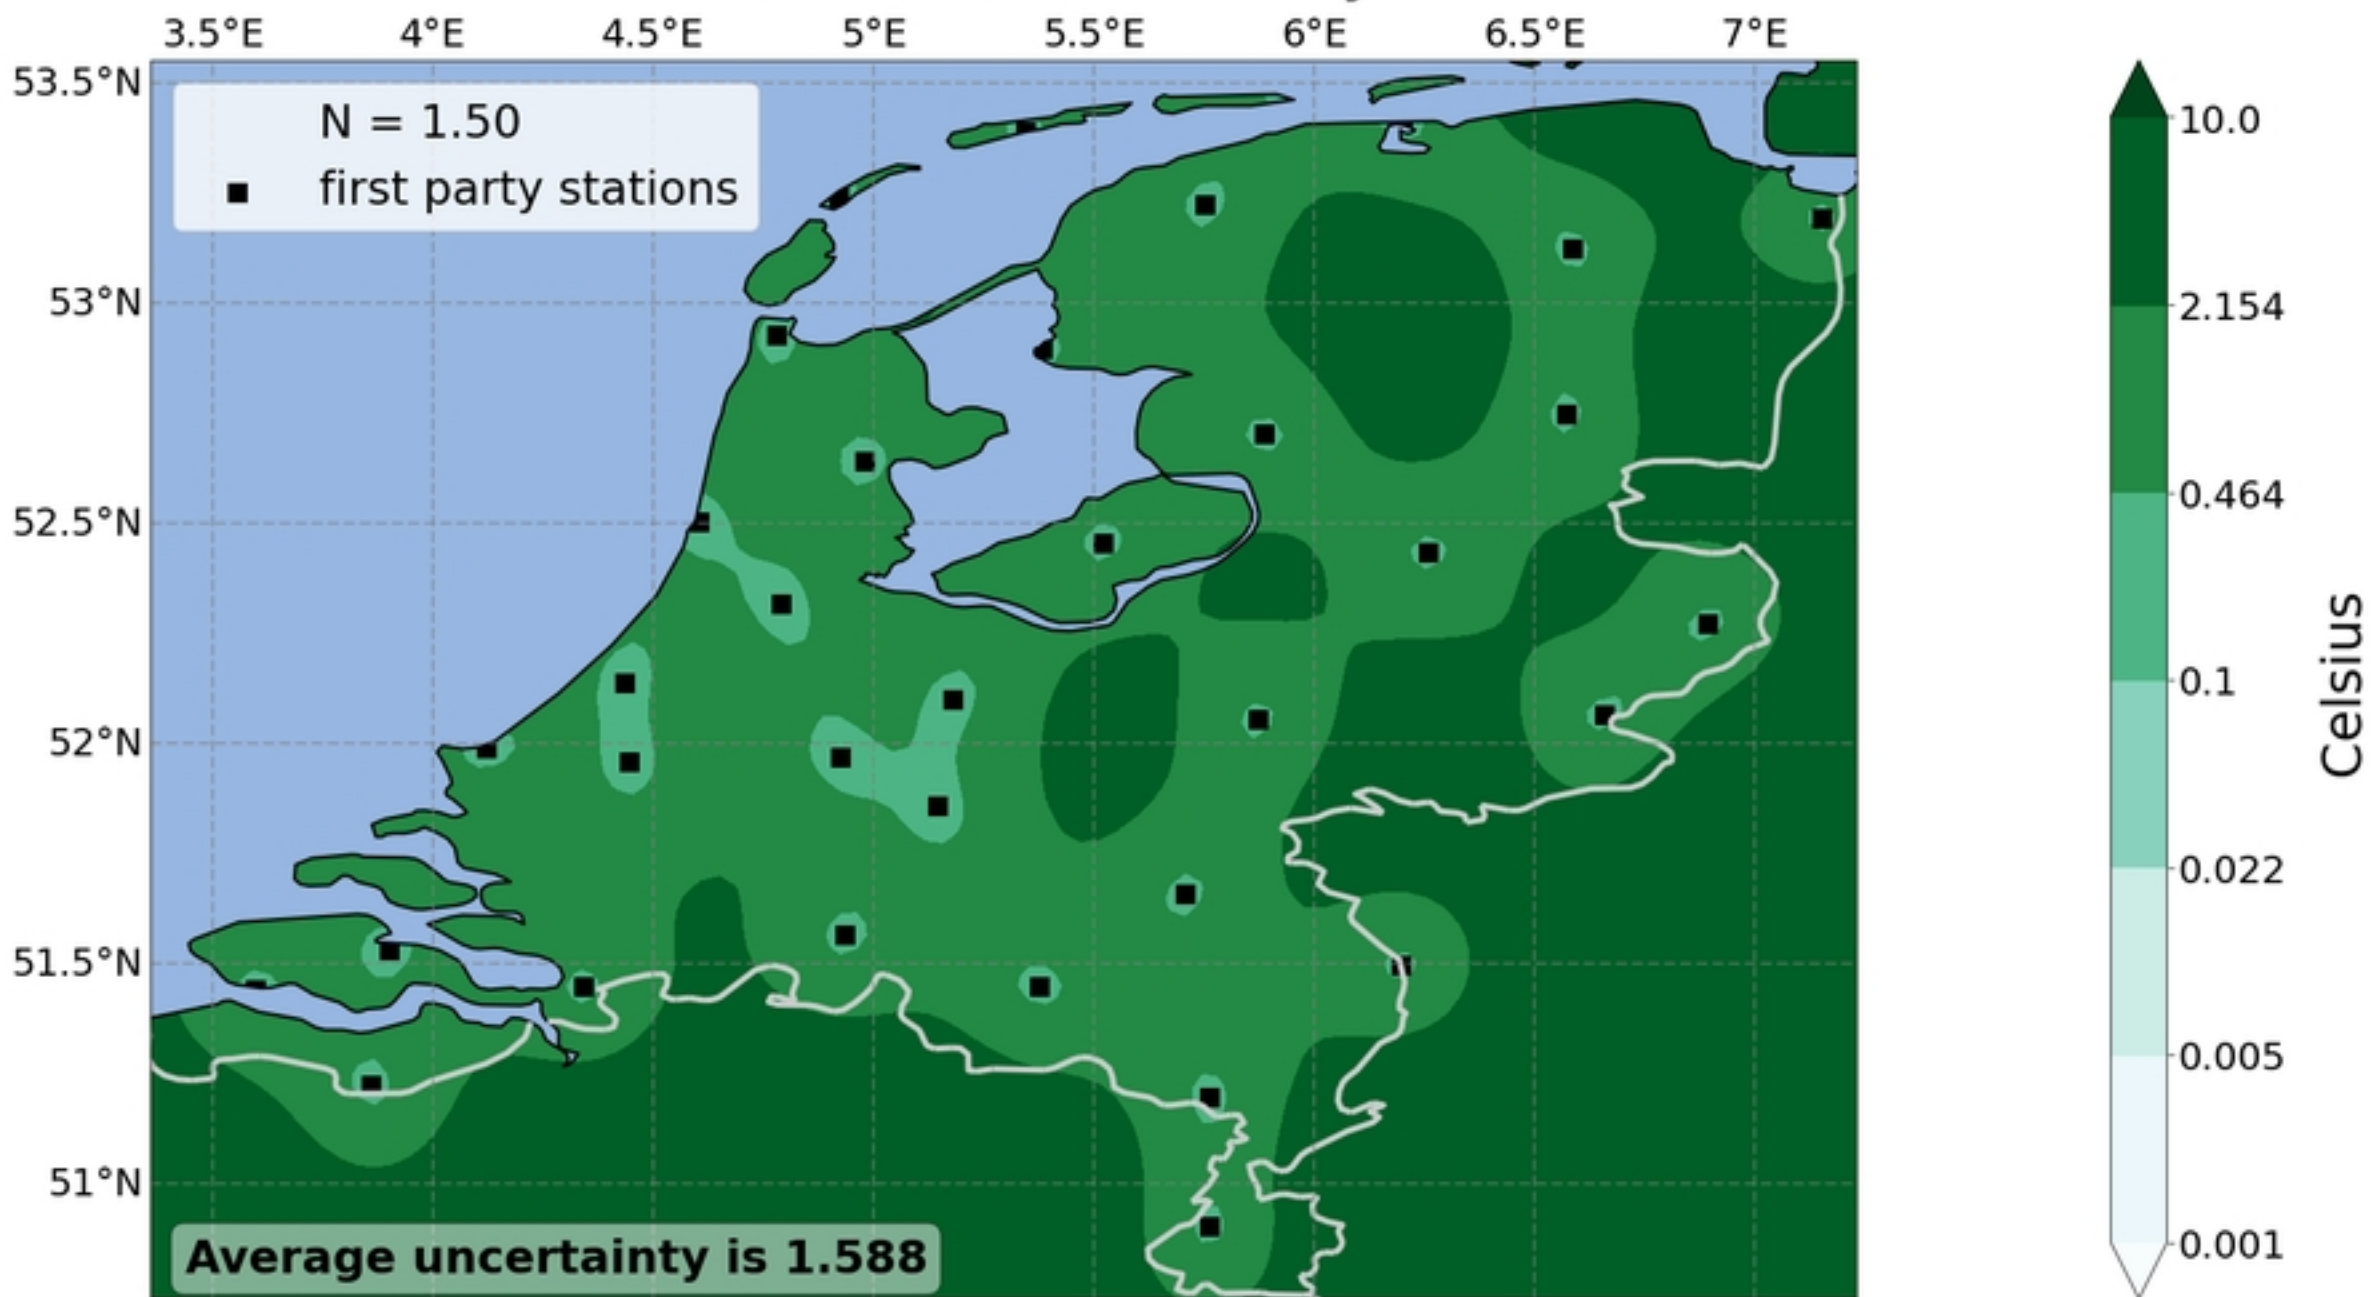 3.5°E 4°E 4.5°E 5°E 5.5°E 6°E 6.5°E 7°E
53.5°N
53°N
52.5°N
52°N
51.5°N
51°N
N = 1.50
first party stations
Average uncertainty is 1.588
10.0
2.154
0.464
0.1
0.022
0.005
0.001
Celsius